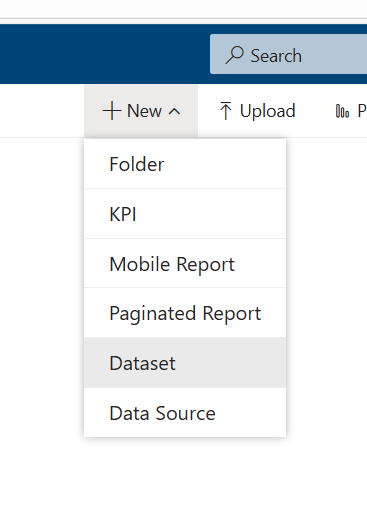 Search
New
Upload
P
Folder
KPI
Mobile Report
Paginated Report
Dataset
Data Source